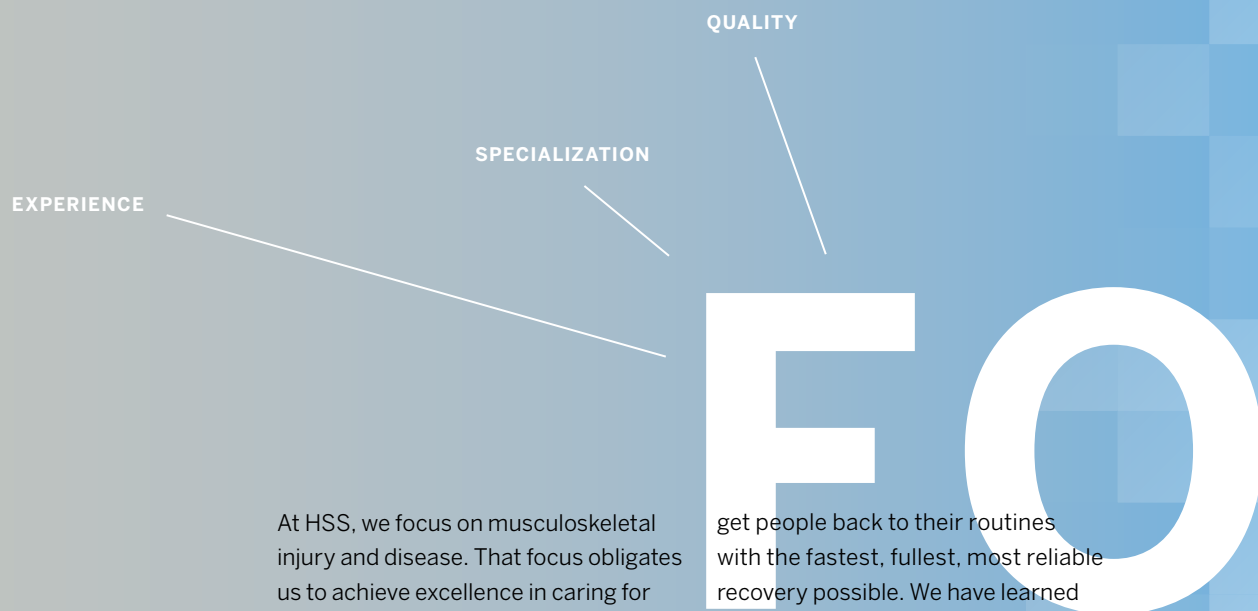 QUALITY
SPECIALIZATION
EXPERIENCE
FO
At HSS, we focus on musculoskeletal
injury and disease. That focus obligates
us to achieve excellence in caring for
get people back to their routines
with the fastest, fullest, most reliable
recovery possible. We have learned